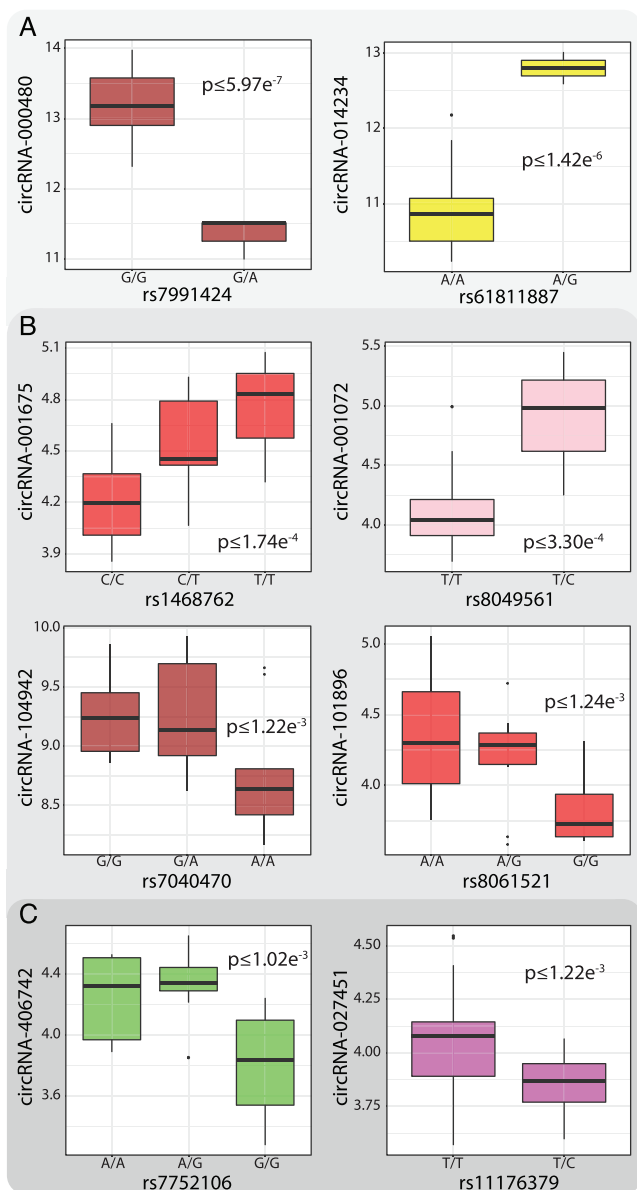 A
circRNA-000480
14
13
12
11
p≤5.97e-7
G/G G/A
rs7991424
circRNA-014234
13
12
11
p≤1.42e-6
A/A A/G
rs61811887
B
circRNA-001675
5.1
4.8
4.5
4.2
3.9
p≤1.74e-4
C/C C/T T/T
rs1468762
circRNA-001072
5.5
5.0
4.5
4.0
p≤3.30e-4
T/T T/C
rs8049561
circRNA-104942
10.0
9.5
9.0
8.5
p≤1.22e-3
G/G G/A A/A
rs7040470
circRNA-101896
5.0
4.5
4.0
p≤1.24e-3
A/A A/G G/G
rs8061521
C
circRNA-406742
4.4
4.0
3.6
p≤1.02e-3
A/A A/G G/G
rs7752106
circRNA-027451
4.50
4.25
4.00
3.75
p≤1.22e-3
T/T T/C
rs11176379